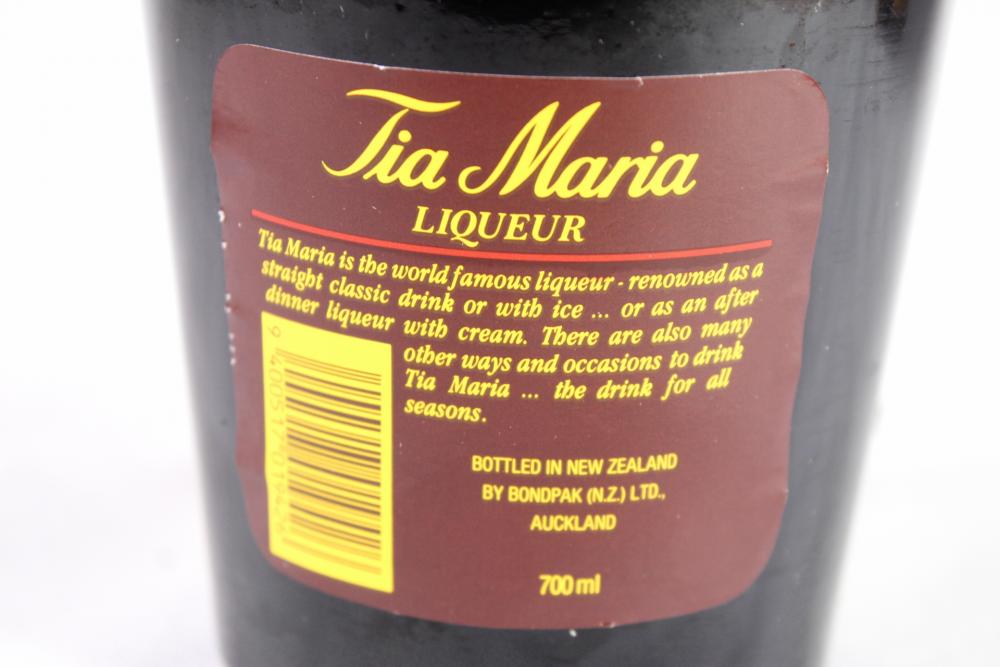 Tia Maria
LIQUEUR
Tia Maria is the world famous liqueur - renowned as a
straight classic drink or with ice ... or as an after
dinner liqueur with cream. There are also many
other ways and occasions to drink
Tia Maria ... the drink for all
seasons.
BOTTLED IN NEW ZEALAND
BY BONDPAK (N.Z.) LTD.,
AUCKLAND
700 ml